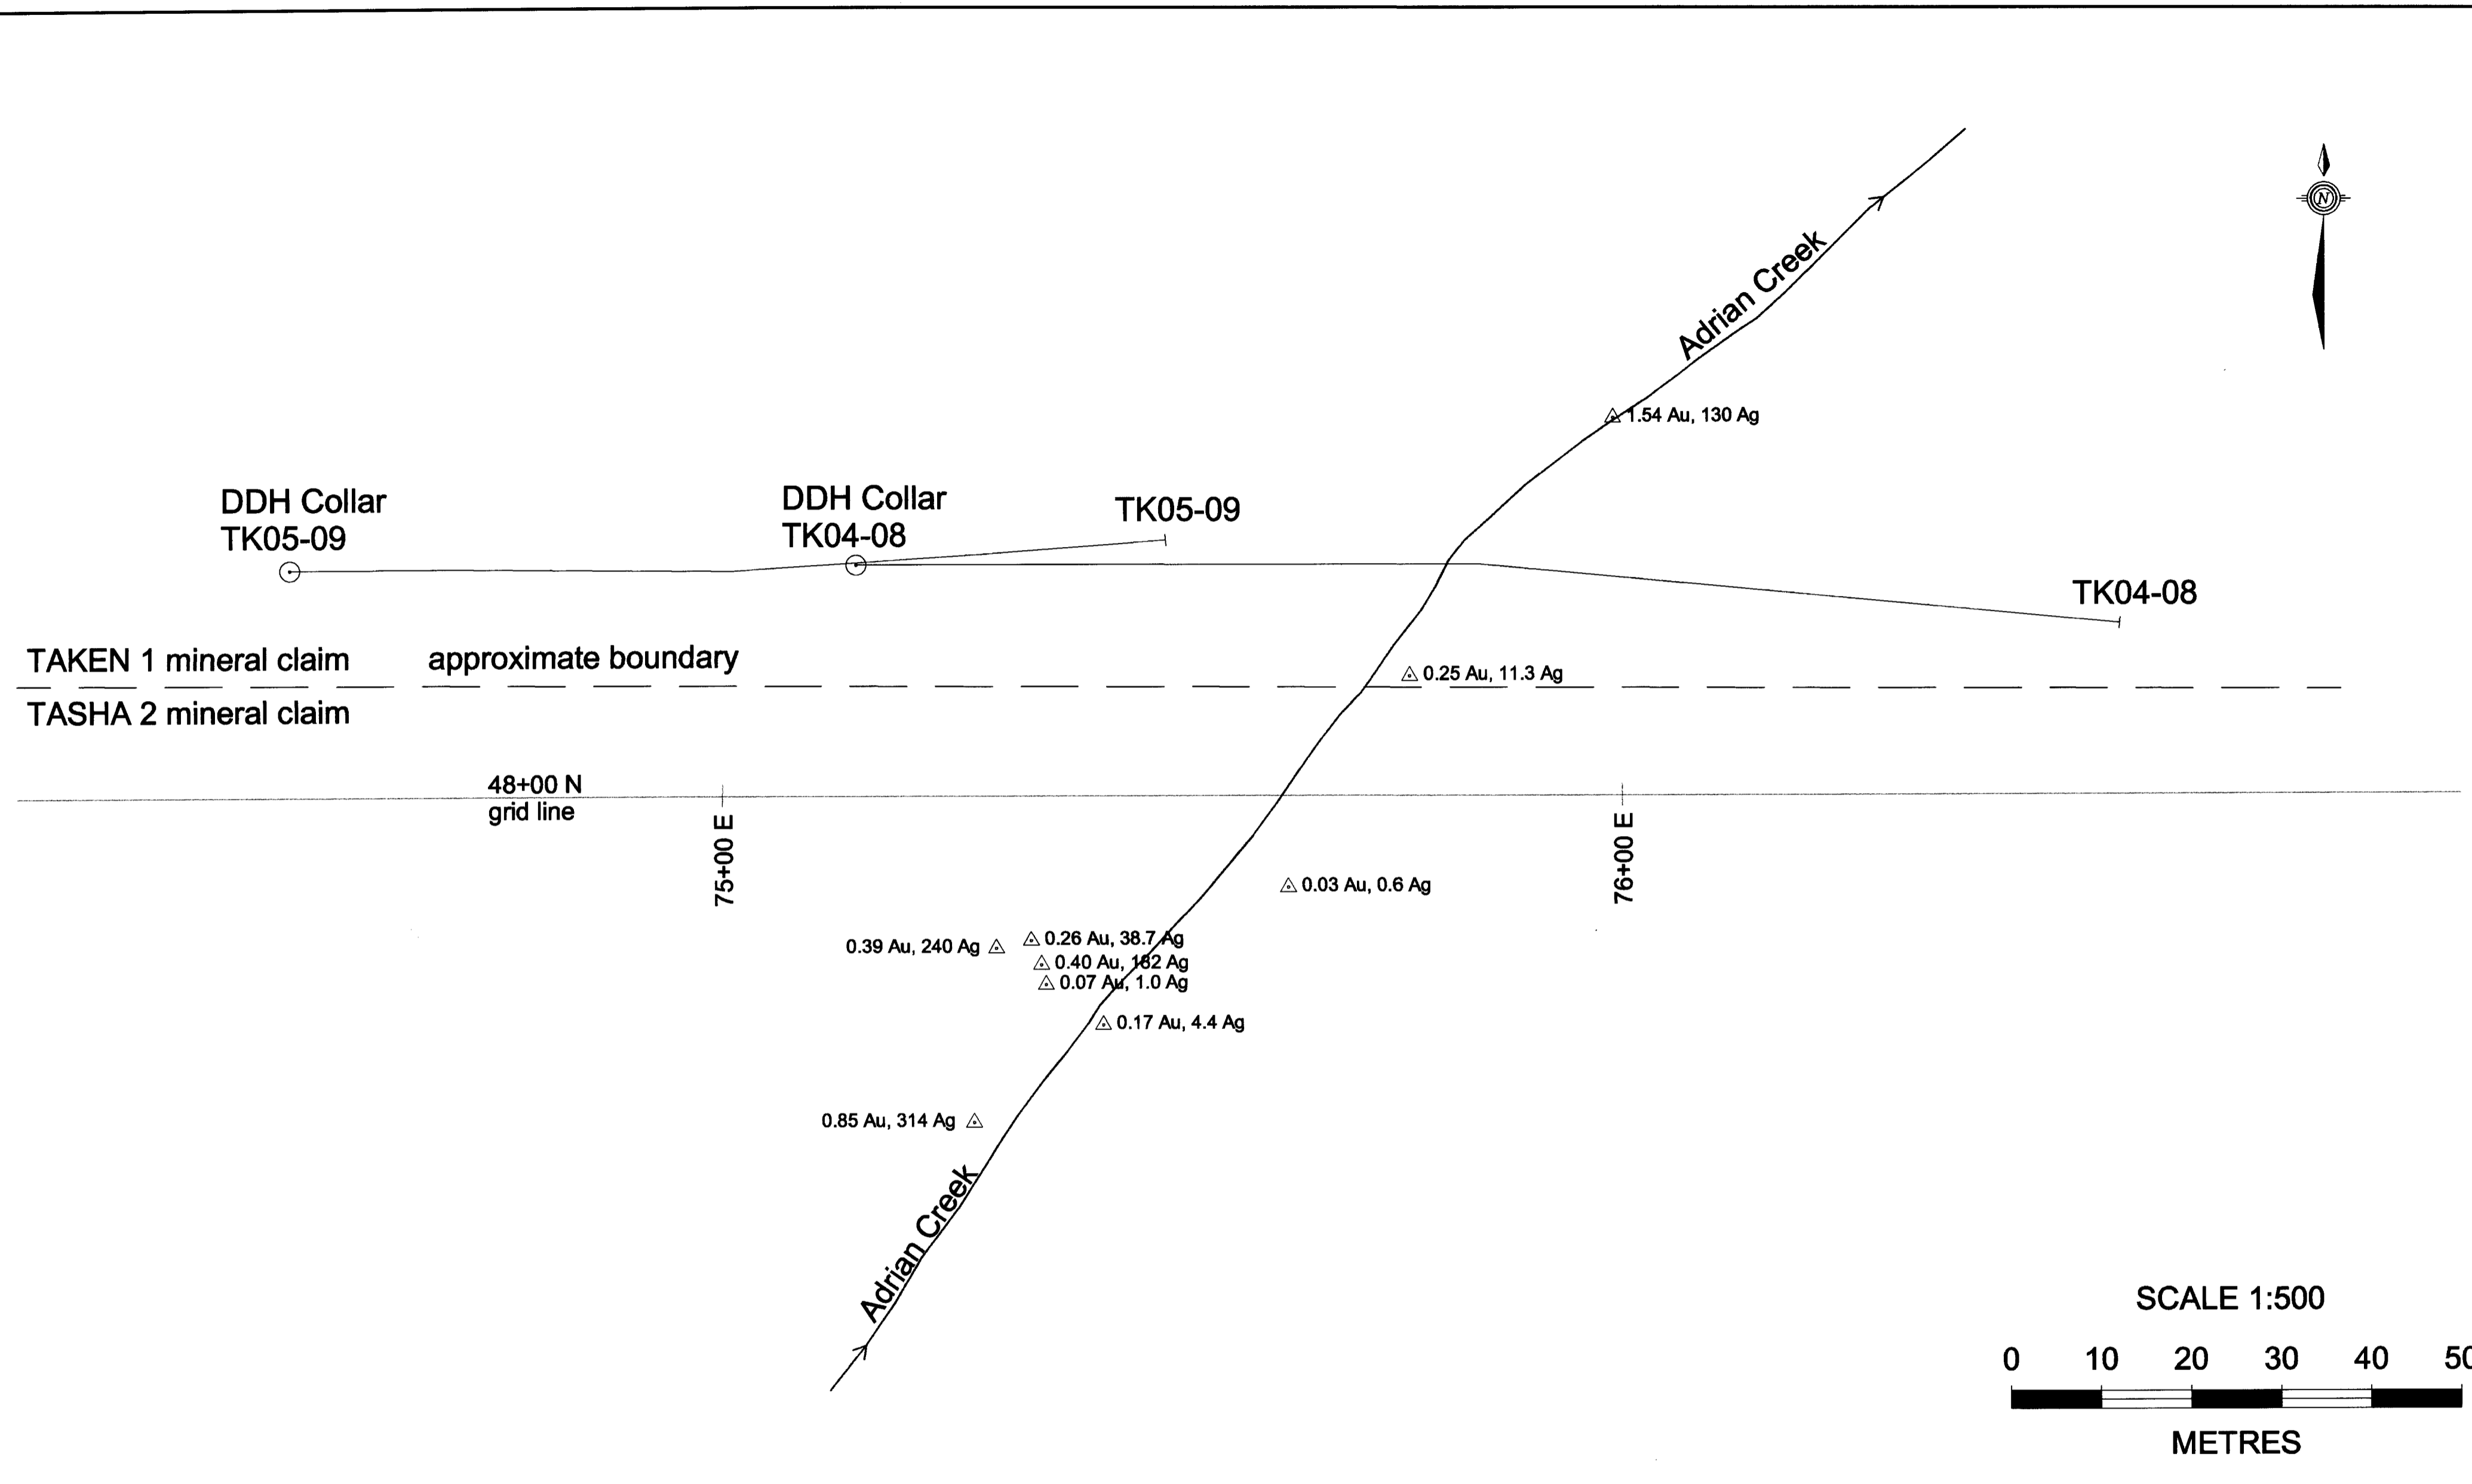 N
Adrian Creek
1.54 Au, 130 Ag
DDH Collar
TK05-09
DDH Collar
TK04-08
TK05-09
TK04-08
TAKEN 1 mineral claim
approximate boundary
0.25 Au, 11.3 Ag
TASHA 2 mineral claim
48+00 N
grid line
75+00 E
76+00 E
0.03 Au, 0.6 Ag
0.39 Au, 240 Ag
0.26 Au, 38.7 Ag
0.40 Au, 182 Ag
0.07 Au, 1.0 Ag
0.17 Au, 4.4 Ag
0.85 Au, 314 Ag
Adrian Creek
SCALE 1:500
0 10 20 30 40 50
METRES